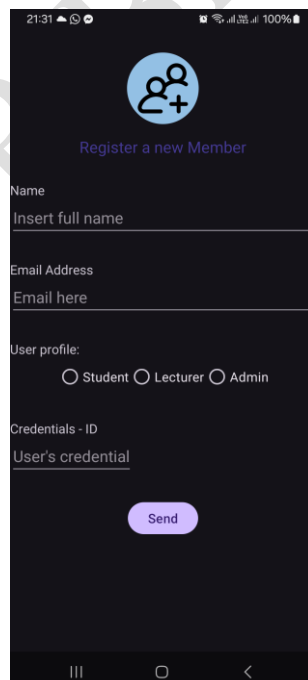 21:31 100%
Register a new Member
Name
Insert full name
Email Address
Email here
User profile:
Student Lecturer Admin
Credentials - ID
User's credential
Send